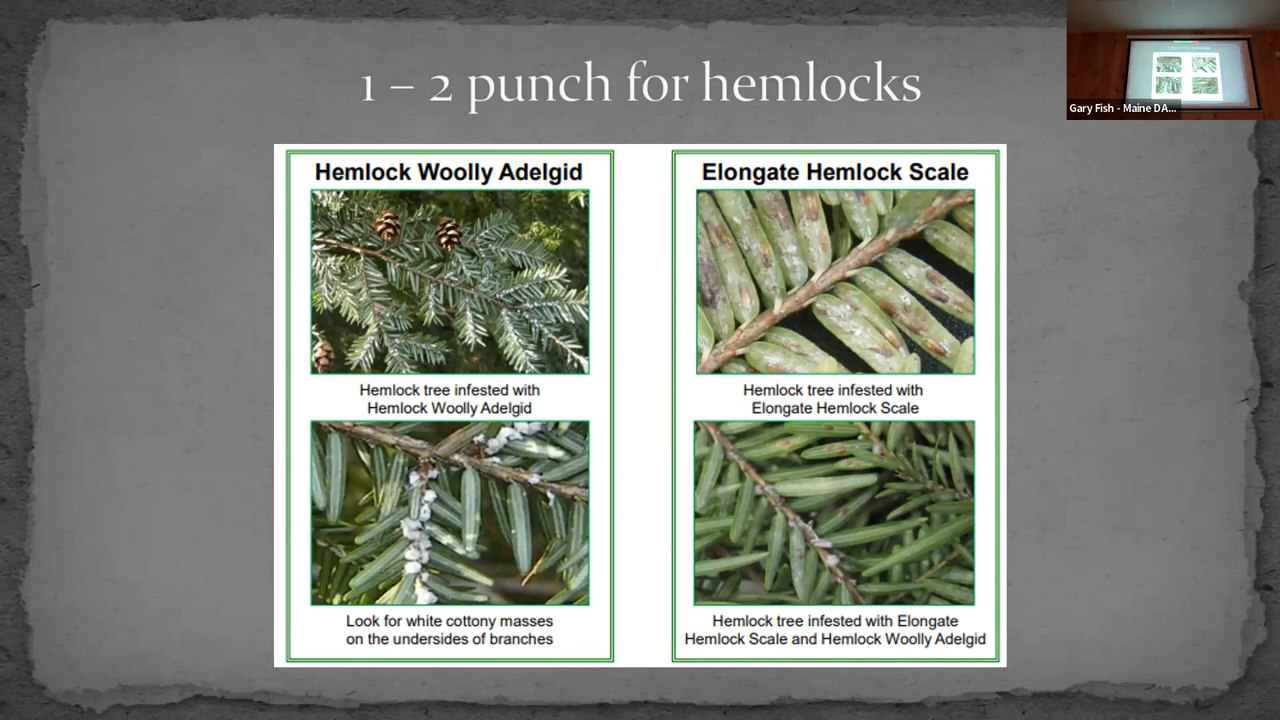 1 – 2 punch for hemlocks
Gary Fish - Maine DA...
Hemlock Woolly Adelgid
Hemlock tree infested with
Hemlock Woolly Adelgid
Look for white cottony masses
on the undersides of branches
Elongate Hemlock Scale
Hemlock tree infested with
Elongate Hemlock Scale
Hemlock tree infested with Elongate
Hemlock Scale and Hemlock Woolly Adelgid